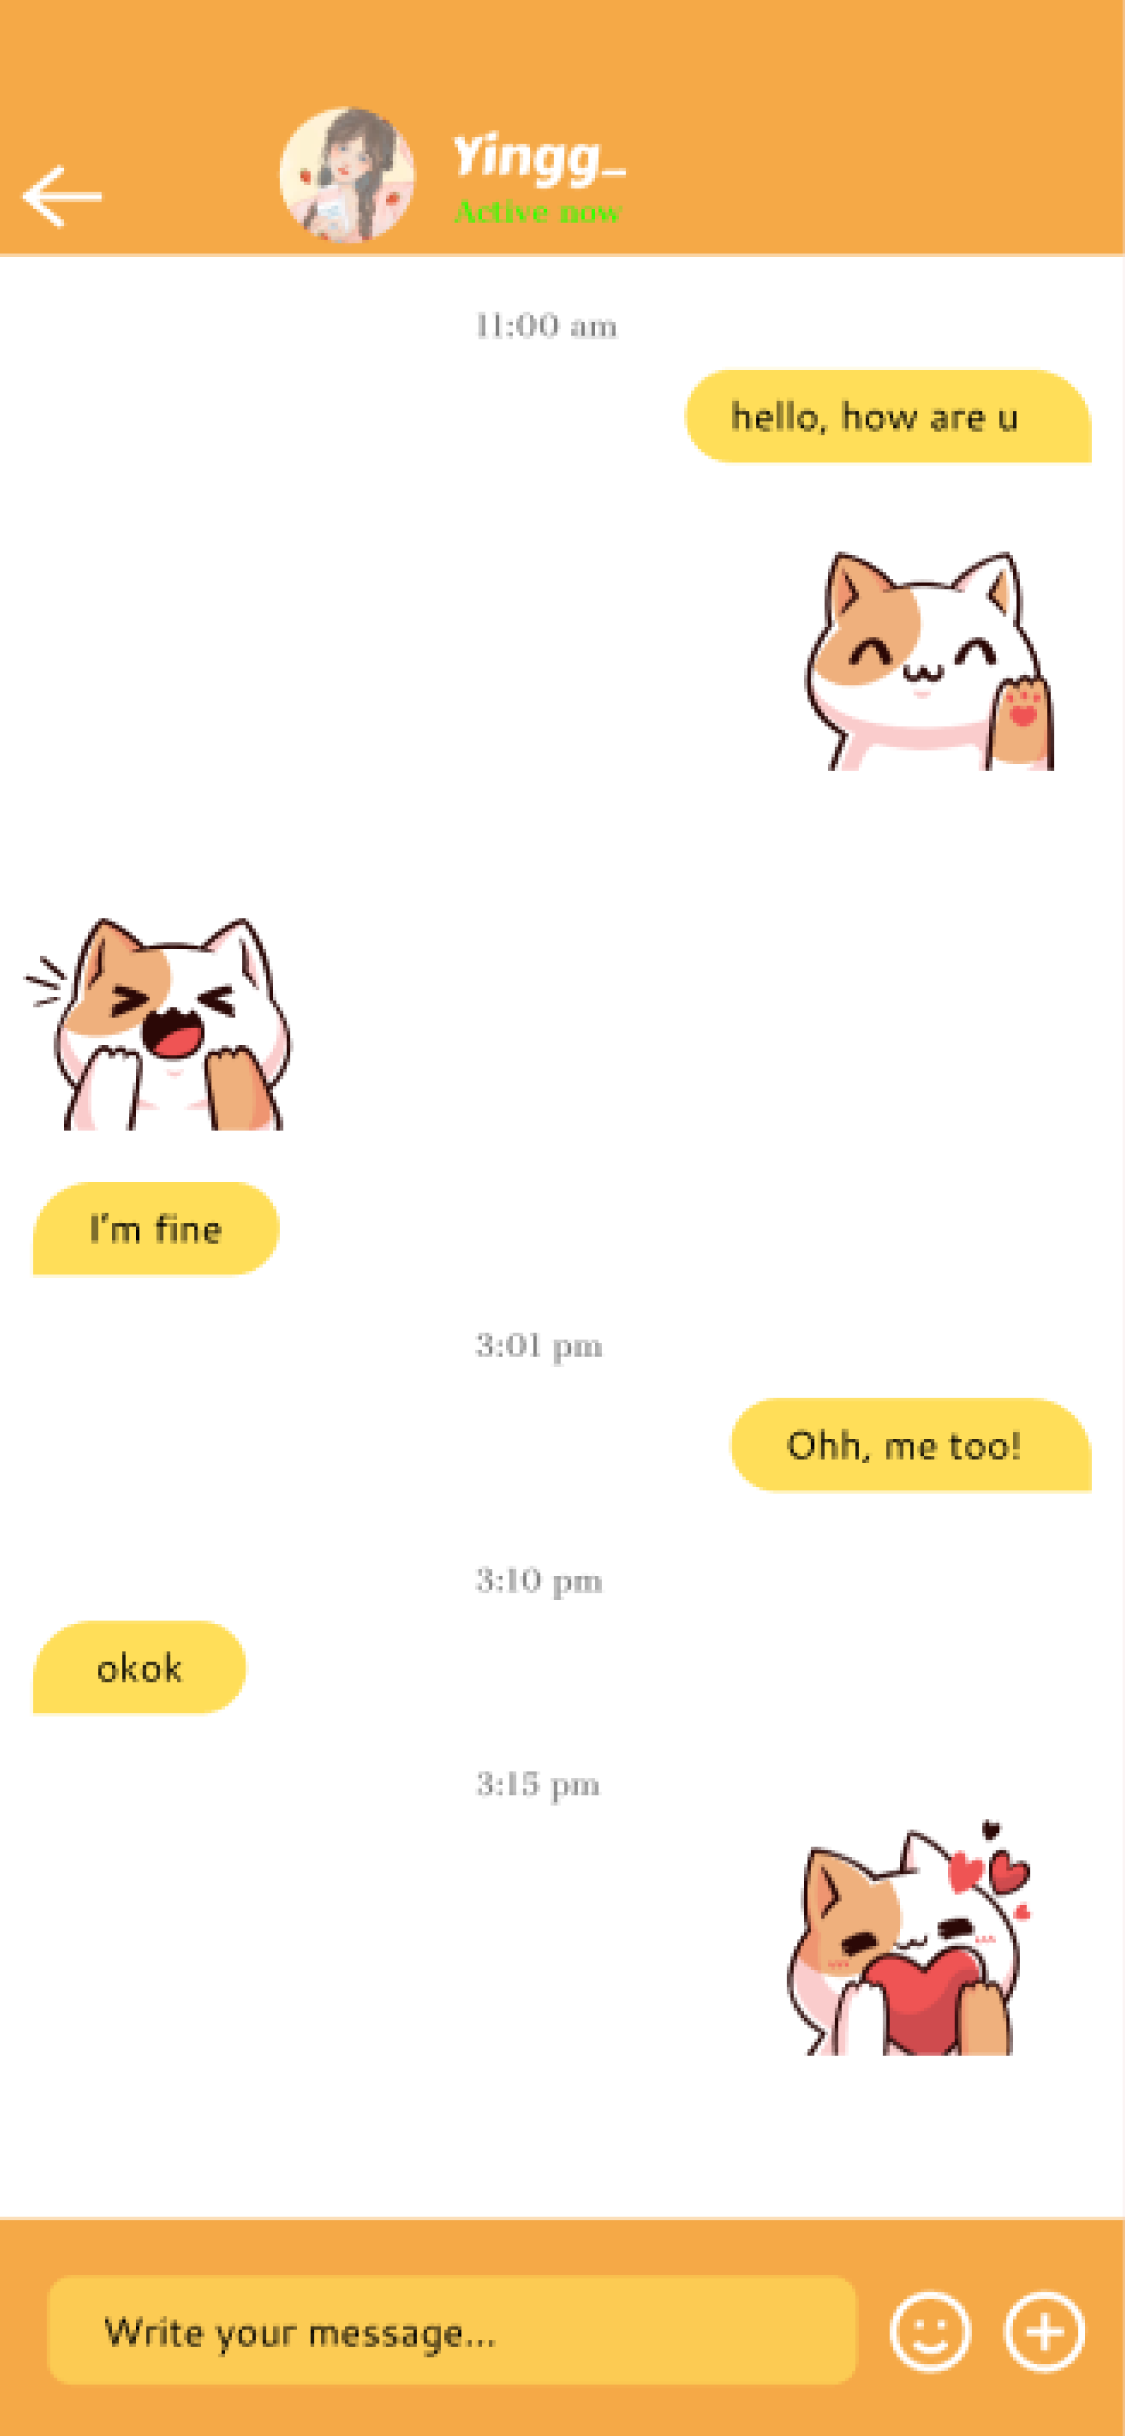 Yingg_
Active now
11:00 am
hello, how are u
I'm fine
3:01 pm
Ohh, me too!
3:10 pm
okok
3:15 pm
Write your message...